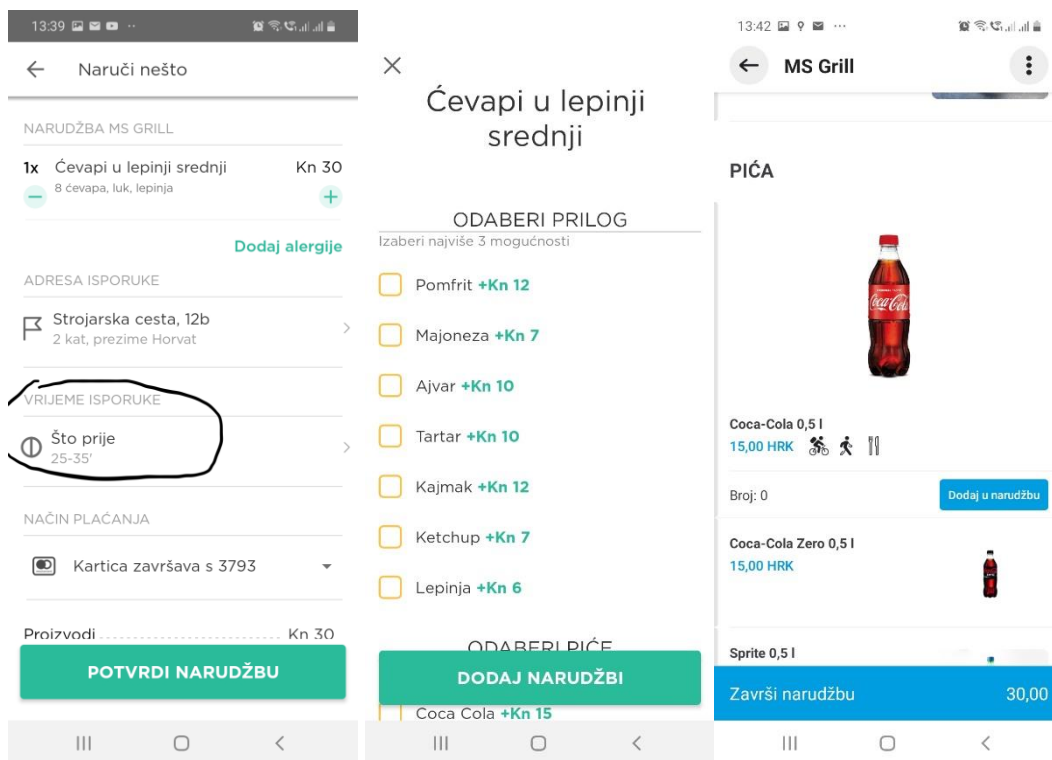 13:39
Naruči nešto
NARUDŽBA MS GRILL
1x Ćevapi u lepinji srednji Kn 30
8 ćevapa, luk, lepinja
Dodaj alergije
ADRESA ISPORUKE
Strojarska cesta, 12b
2 kat, prezime Horvat
VRIJEME ISPORUKE
Što prije
25-35'
NAČIN PLAĆANJA
Kartica završava s 3793
Proizvodi Kn 30
POTVRDI NARUDŽBU
Ćevapi u lepinji
srednji
ODABERI PRILOG
Izaberi najviše 3 mogućnosti
Pomfrit +Kn 12
Majoneza +Kn 7
Ajvar +Kn 10
Tartar +Kn 10
Kajmak +Kn 12
Ketchup +Kn 7
Lepinja +Kn 6
ODABERI PIĆE
DODAJ NARUDŽBI
Coca Cola +Kn 15
13:42
MS Grill
PIĆA
Coca-Cola
Coca-Cola 0,5 l
15,00 HRK
Broj: 0 Dodaj u narudžbu
Coca-Cola Zero 0,5 l
15,00 HRK
Sprite 0,5 l
Završi narudžbu 30,00